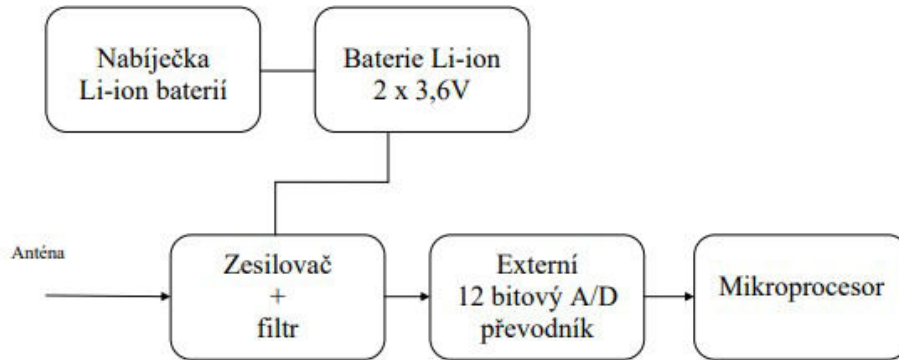 Nabíječka
Li-ion baterií
Baterie Li-ion
2 x 3,6V
Anténa
Zesilovač
+
filtr
Externí
12 bitový A/D
převodník
Mikroprocesor